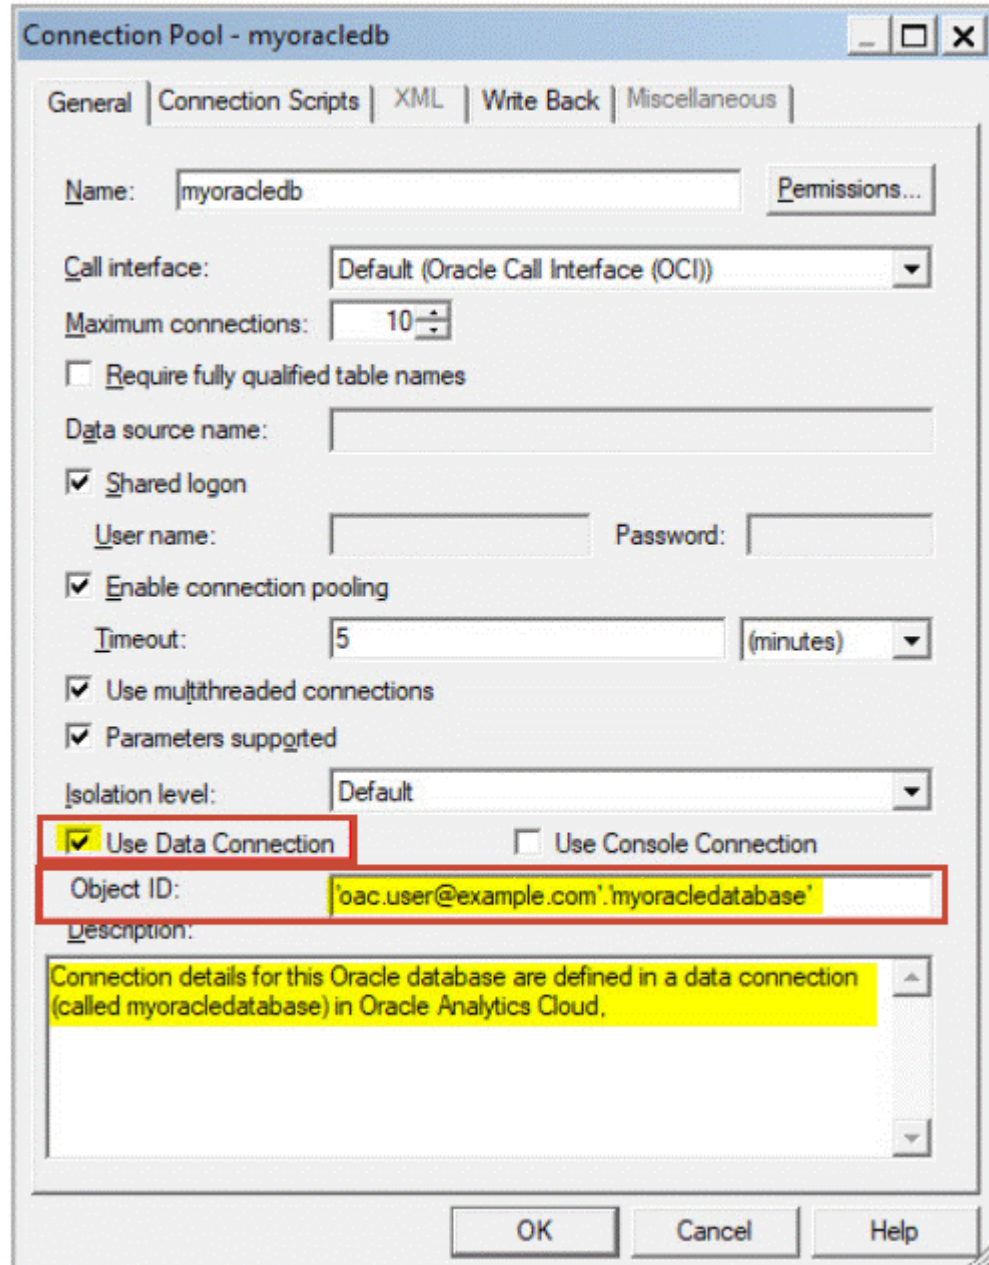 Connection Pool - myoracledb
General Connection Scripts XML Write Back Miscellaneous
Name: myoracledb Permissions...
Call interface: Default (Oracle Call Interface (OCI))
Maximum connections: 10
Require fully qualified table names
Data source name:
Shared logon
User name: Password:
Enable connection pooling
Timeout: 5 (minutes)
Use multithreaded connections
Parameters supported
Isolation level: Default
Use Data Connection Use Console Connection
Object ID: 'oac.user@example.com'.'myoracledatabase'
Description:
Connection details for this Oracle database are defined in a data connection
(called myoracledatabase) in Oracle Analytics Cloud,
OK Cancel Help